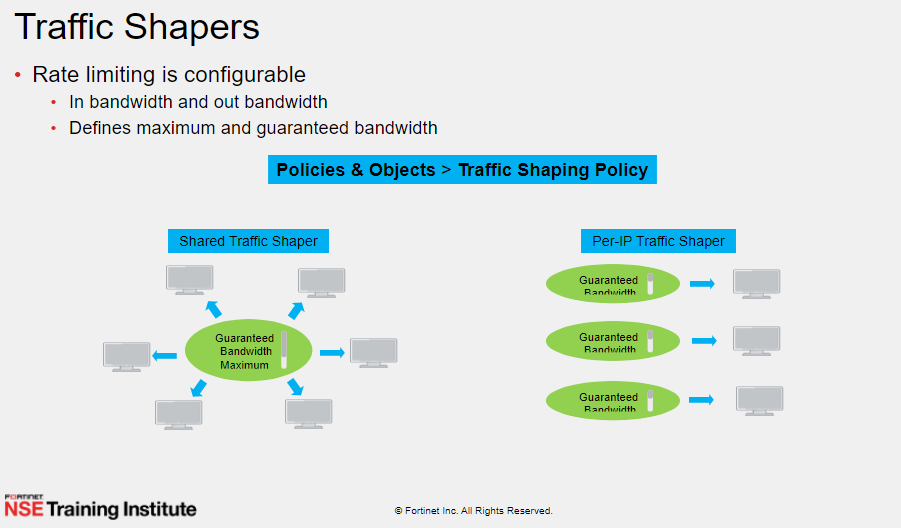 Traffic Shapers
• Rate limiting is configurable
• In bandwidth and out bandwidth
• Defines maximum and guaranteed bandwidth
Policies & Objects > Traffic Shaping Policy
Shared Traffic Shaper
Guaranteed
Bandwidth
Maximum
Per-IP Traffic Shaper
Guaranteed
Bandwidth
Guaranteed
Bandwidth
Guaranteed
Bandwidth
FORTINET
NSE Training Institute
© Fortinet Inc. All Rights Reserved.